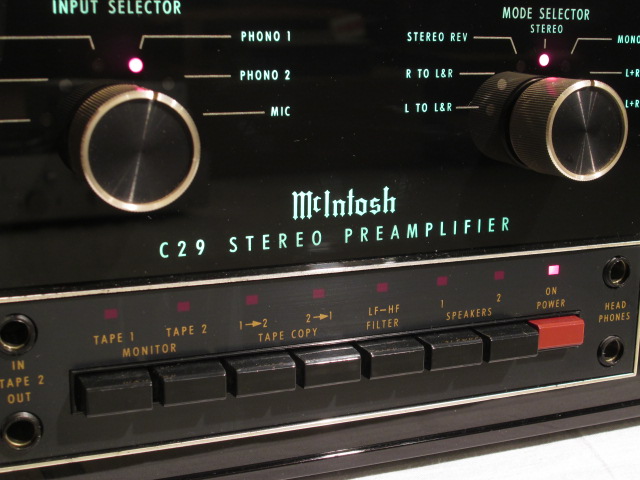 INPUT SELECTOR
MODE SELECTOR
STEREO
PHONO 1
STEREO REV
MONO
PHONO 2
R TO L&R
L+R
MIC
L TO L&R
McIntosh
C29 STEREO PREAMPLIFIER
TAPE 1
TAPE 2
MONITOR
1→2
2→1
TAPE COPY
LF-HF
FILTER
1
2
SPEAKERS
ON
POWER
HEAD
PHONES
IN
TAPE 2
OUT